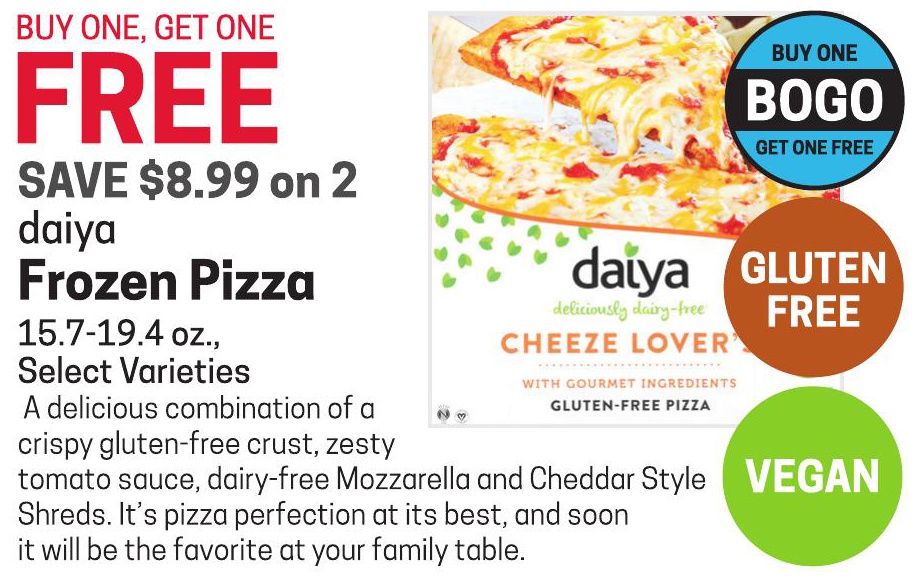 BUY ONE, GET ONE
FREE
SAVE $8.99 on 2
daiya
Frozen Pizza
15.7-19.4 oz.,
Select Varieties
A delicious combination of a
crispy gluten-free crust, zesty
tomato sauce, dairy-free Mozzarella and Cheddar Style
Shreds. It's pizza perfection at its best, and soon
it will be the favorite at your family table.
daiya
deliciously dairy-free
CHEEZE LOVER'S
WITH GOURMET INGREDIENTS
GLUTEN-FREE PIZZA
BUY ONE
BOGO
GET ONE FREE
GLUTEN
FREE
VEGAN